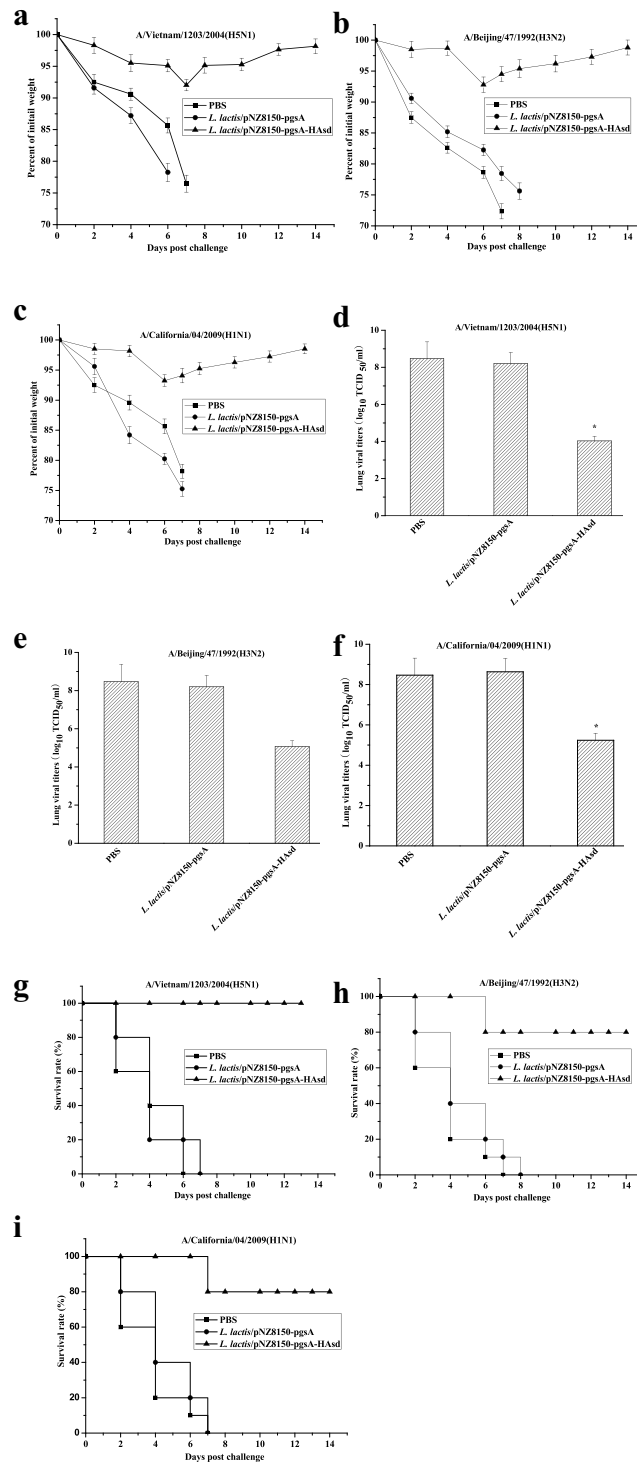 a
A/Vietnam/1203/2004(H5N1)
100
95
90
85
80
75
70
Percent of initail weight
PBS
L. lactis/pNZ8150-pgsA
L. lactis/pNZ8150-pgsA-HAsd
0 2 4 6 8 10 12 14
Days post challenge
b
A/Beijing/47/1992(H3N2)
100
95
90
85
80
75
70
Percent of initial weight
PBS
L. lactis/pNZ8150-pgsA
L. lactis/pNZ8150-pgsA-HAsd
0 2 4 6 8 10 12 14
Days post challenge
c
A/California/04/2009(H1N1)
100
95
90
85
80
75
70
Percent of initial weight
PBS
L. lactis/pNZ8150-pgsA
L. lactis/pNZ8150-pgsA-HAsd
0 2 4 6 8 10 12 14
Days post challenge
d
A/Vietnam/1203/2004(H5N1)
10
8
6
4
2
0
Lung viral titers ( log10 TCID50/ml)
*
PBS
L. lactis/pNZ8150-pgsA
L. lactis/pNZ8150-pgsA-HAsd
e
A/Beijing/47/1992(H3N2)
10
8
6
4
2
0
Lung viral titers ( log10 TCID50/ml)
PBS
L. lactis/pNZ8150-pgsA
L. lactis/pNZ8150-pgsA-HAsd
f
A/California/04/2009(H1N1)
10
8
6
4
2
0
Lung viral titers ( log10 TCID50/ml)
*
PBS
L. lactis/pNZ8150-pgsA
L. lactis/pNZ8150-pgsA-HAsd
g
A/Vietnam/1203/2004(H5N1)
100
80
60
40
20
0
Survival rate (%)
PBS
L. lactis/pNZ8150-pgsA
L. lactis/pNZ8150-pgsA-HAsd
0 2 4 6 8 10 12 14
Days post challenge
h
A/Beijing/47/1992(H3N2)
100
80
60
40
20
0
Survival rate (%)
PBS
L. lactis/pNZ8150-pgsA
L. lactis/pNZ8150-pgsA-HAsd
0 2 4 6 8 10 12 14
Days post challenge
i
A/California/04/2009(H1N1)
100
80
60
40
20
0
Survival rate (%)
PBS
L. lactis/pNZ8150-pgsA
L. lactis/pNZ8150-pgsA-HAsd
0 2 4 6 8 10 12 14
Days post challenge